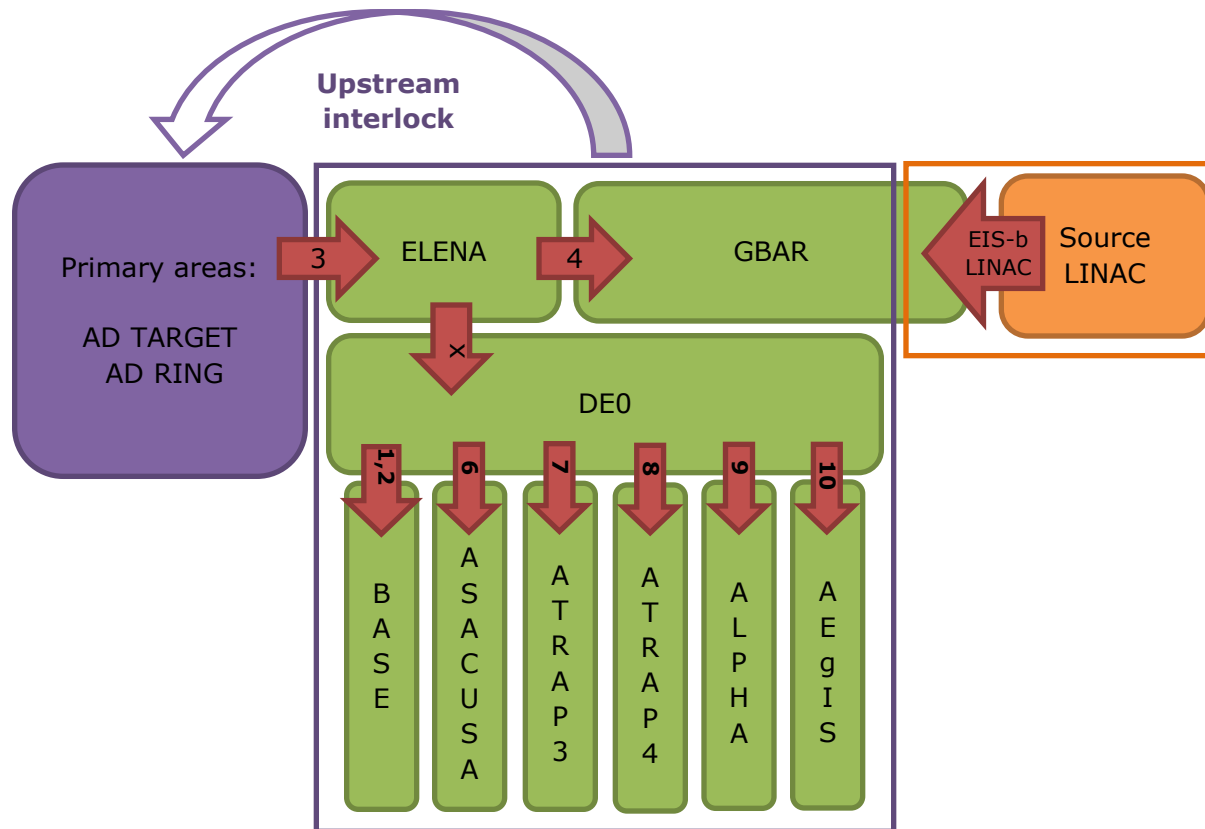 Upstream
interlock
Primary areas:
AD TARGET
AD RING
3
ELENA
4
GBAR
EIS-b
LINAC
Source
LINAC
X
DE0
1,2
6
7
8
9
10
BASE
ASACUSA
ATRAP3
ATRAP4
ALPHA
AEgIS